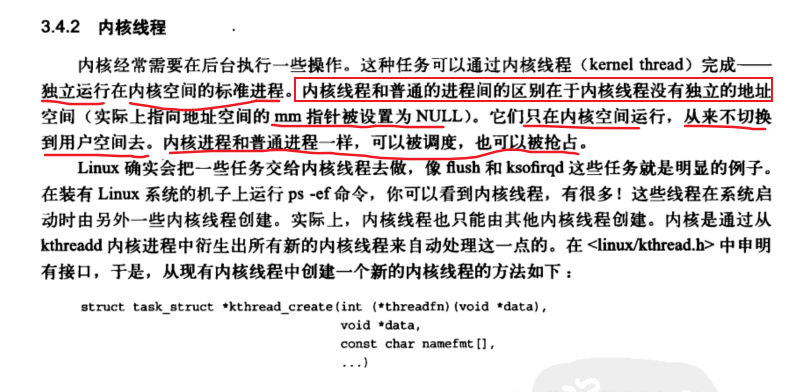 3.4.2 内核线程
内核经常需要在后台执行一些操作。这种任务可以通过内核线程（kernel thread）完成——
独立运行在内核空间的标准进程。内核线程和普通的进程间的区别在于内核线程没有独立的地址
空间（实际上指向地址空间的 mm 指针被设置为 NULL）。它们只在内核空间运行，从来不切换
到用户空间去。内核进程和普通进程一样，可以被调度，也可以被抢占。
Linux 确实会把一些任务交给内核线程去做，像 flush 和 ksofirqd 这些任务就是明显的例子。
在装有 Linux 系统的机子上运行 ps -ef 命令，你可以看到内核线程，有很多！这些线程在系统启
动时由另外一些内核线程创建。实际上，内核线程也只能由其他内核线程创建。内核是通过从
kthreadd 内核进程中衍生出所有新的内核线程来自动处理这一点的。在 <linux/kthread.h> 中申明
有接口，于是，从现有内核线程中创建一个新的内核线程的方法如下：
struct task_struct *kthread_create(int (*threadfn)(void *data),
void *data,
const char namefmt[],
...)